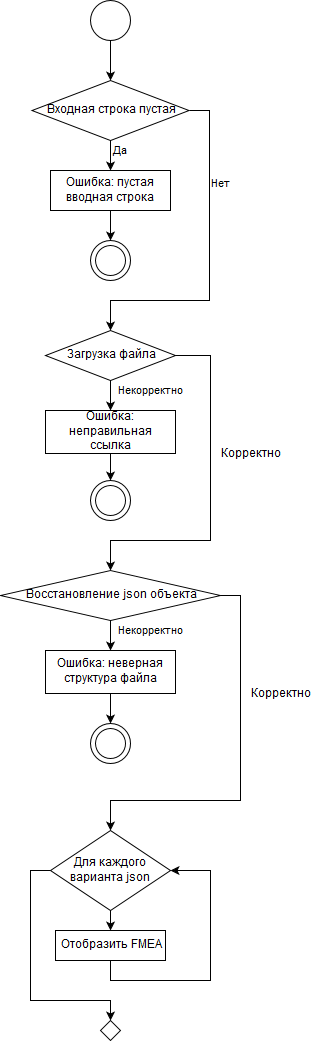 Входная строка пустая
Да
Нет
Ошибка: пустая
вводная строка
Загрузка файла
Некорректно
Ошибка:
неправильная
ссылка
Корректно
Восстановление json объекта
Некорректно
Ошибка: неверная
структура файла
Корректно
Для каждого
варианта json
Отобразить FMEA